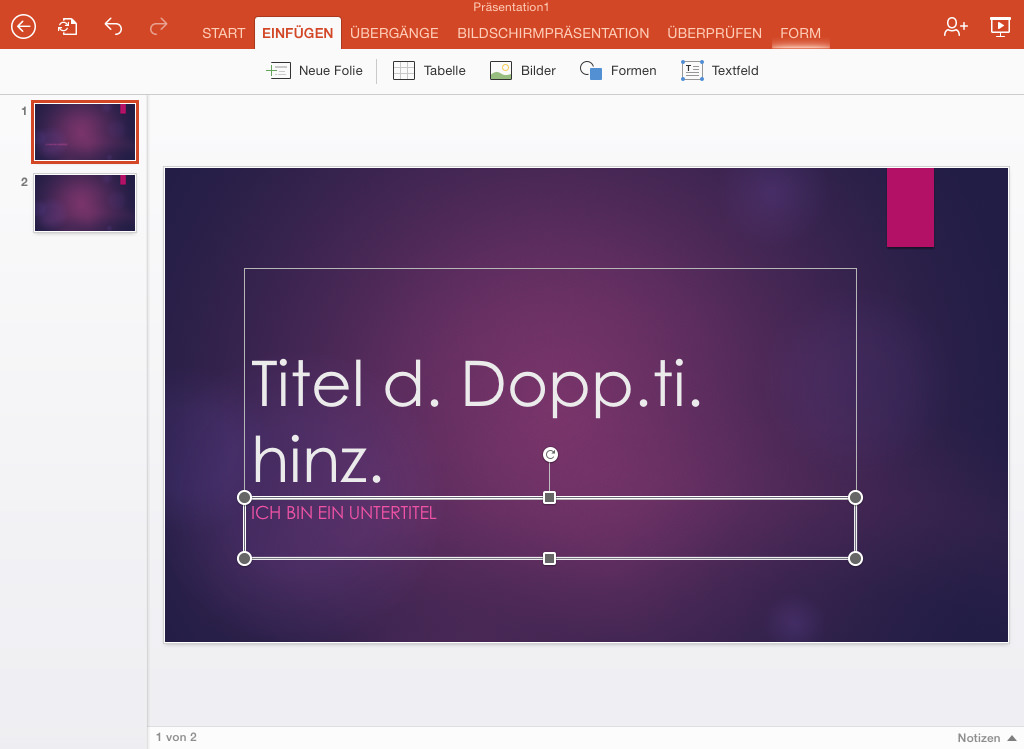 Präsentation1
START EINFÜGEN ÜBERGÄNGE BILDSCHIRMPRÄSENTATION ÜBERPRÜFEN FORM
Neue Folie Tabelle Bilder Formen Textfeld
1
2
Titel d. Dopp.ti.
hinz.
ICH BIN EIN UNTERTITEL
1 von 2 Notizen